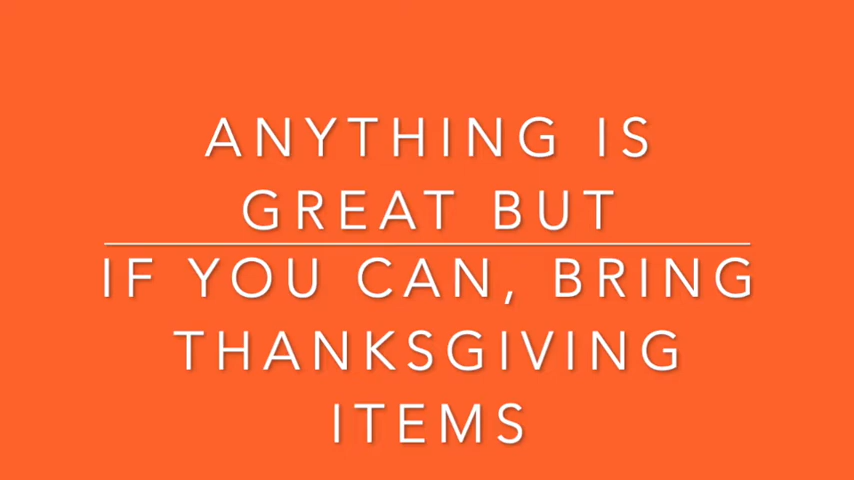 ANYTHING IS
GREAT BUT
IF YOU CAN, BRING
THANKSGIVING
ITEMS